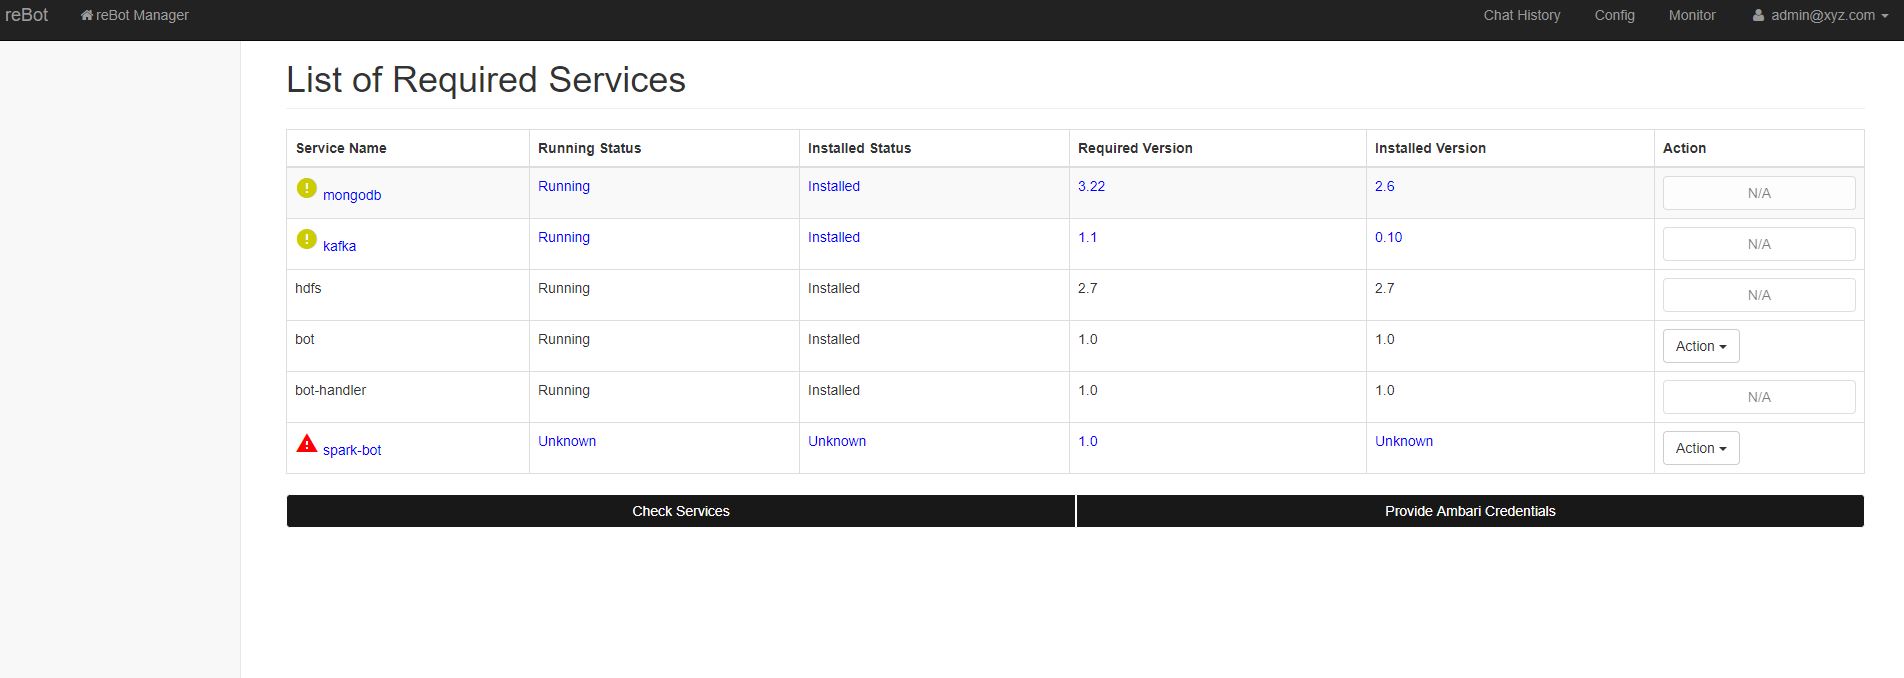 reBot reBot Manager Chat History Config Monitor admin@xyz.com
List of Required Services
Service Name Running Status Installed Status Required Version Installed Version Action
mongodb Running Installed 3.22 2.6 N/A
kafka Running Installed 1.1 0.10 N/A
hdfs Running Installed 2.7 2.7 N/A
bot Running Installed 1.0 1.0 Action
bot-handler Running Installed 1.0 1.0 N/A
spark-bot Unknown Unknown 1.0 Unknown Action
Check Services Provide Ambari Credentials